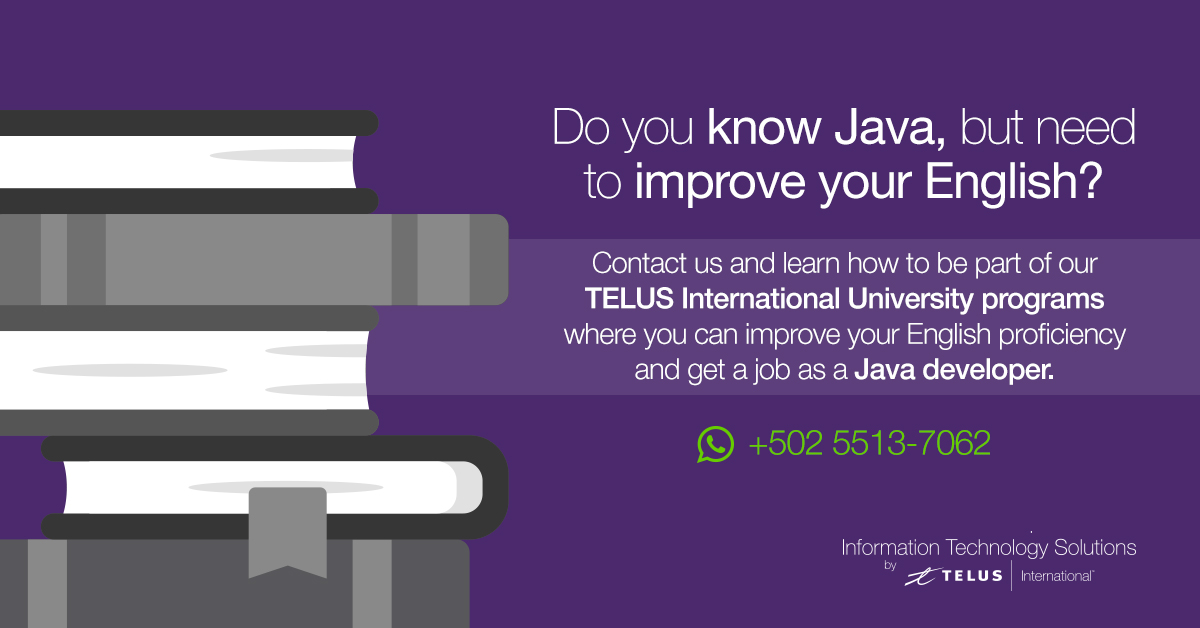 Do you know Java, but need
to improve your English?
Contact us and learn how to be part of our
TELUS International University programs
where you can improve your English proficiency
and get a job as a Java developer.
+502 5513-7062
Information Technology Solutions
by TELUS International